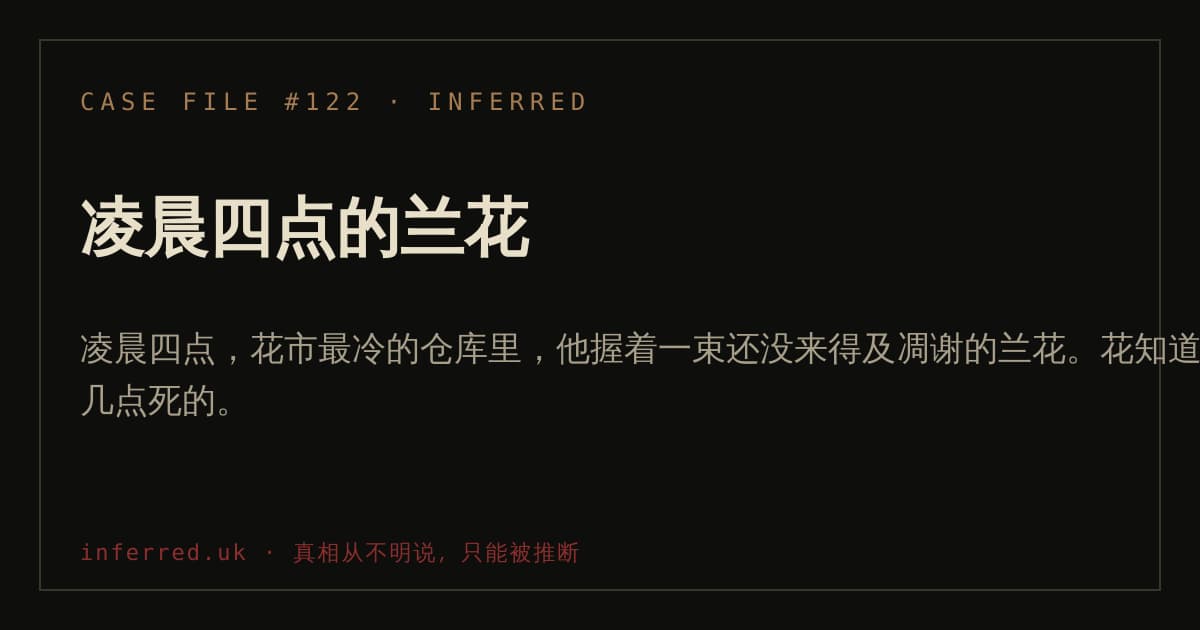 CASE FILE #122 · INFERRED
凌晨四点的兰花
凌晨四点，花市最冷的仓库里，他握着一束还没来得及凋谢的兰花。花知道
几点死的。
inferred.uk · 真相从不明说，只能被推断